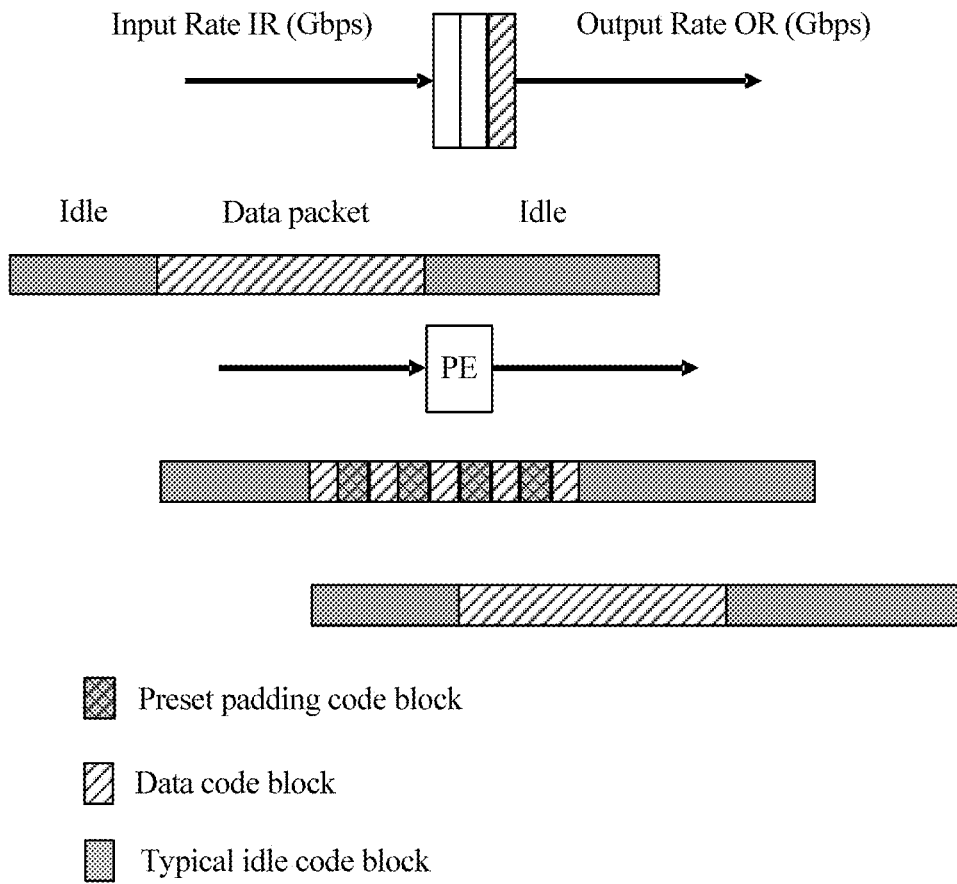 Input Rate IR (Gbps)
Output Rate OR (Gbps)
Idle
Data packet
Idle
PE
Preset padding code block
Data code block
Typical idle code block